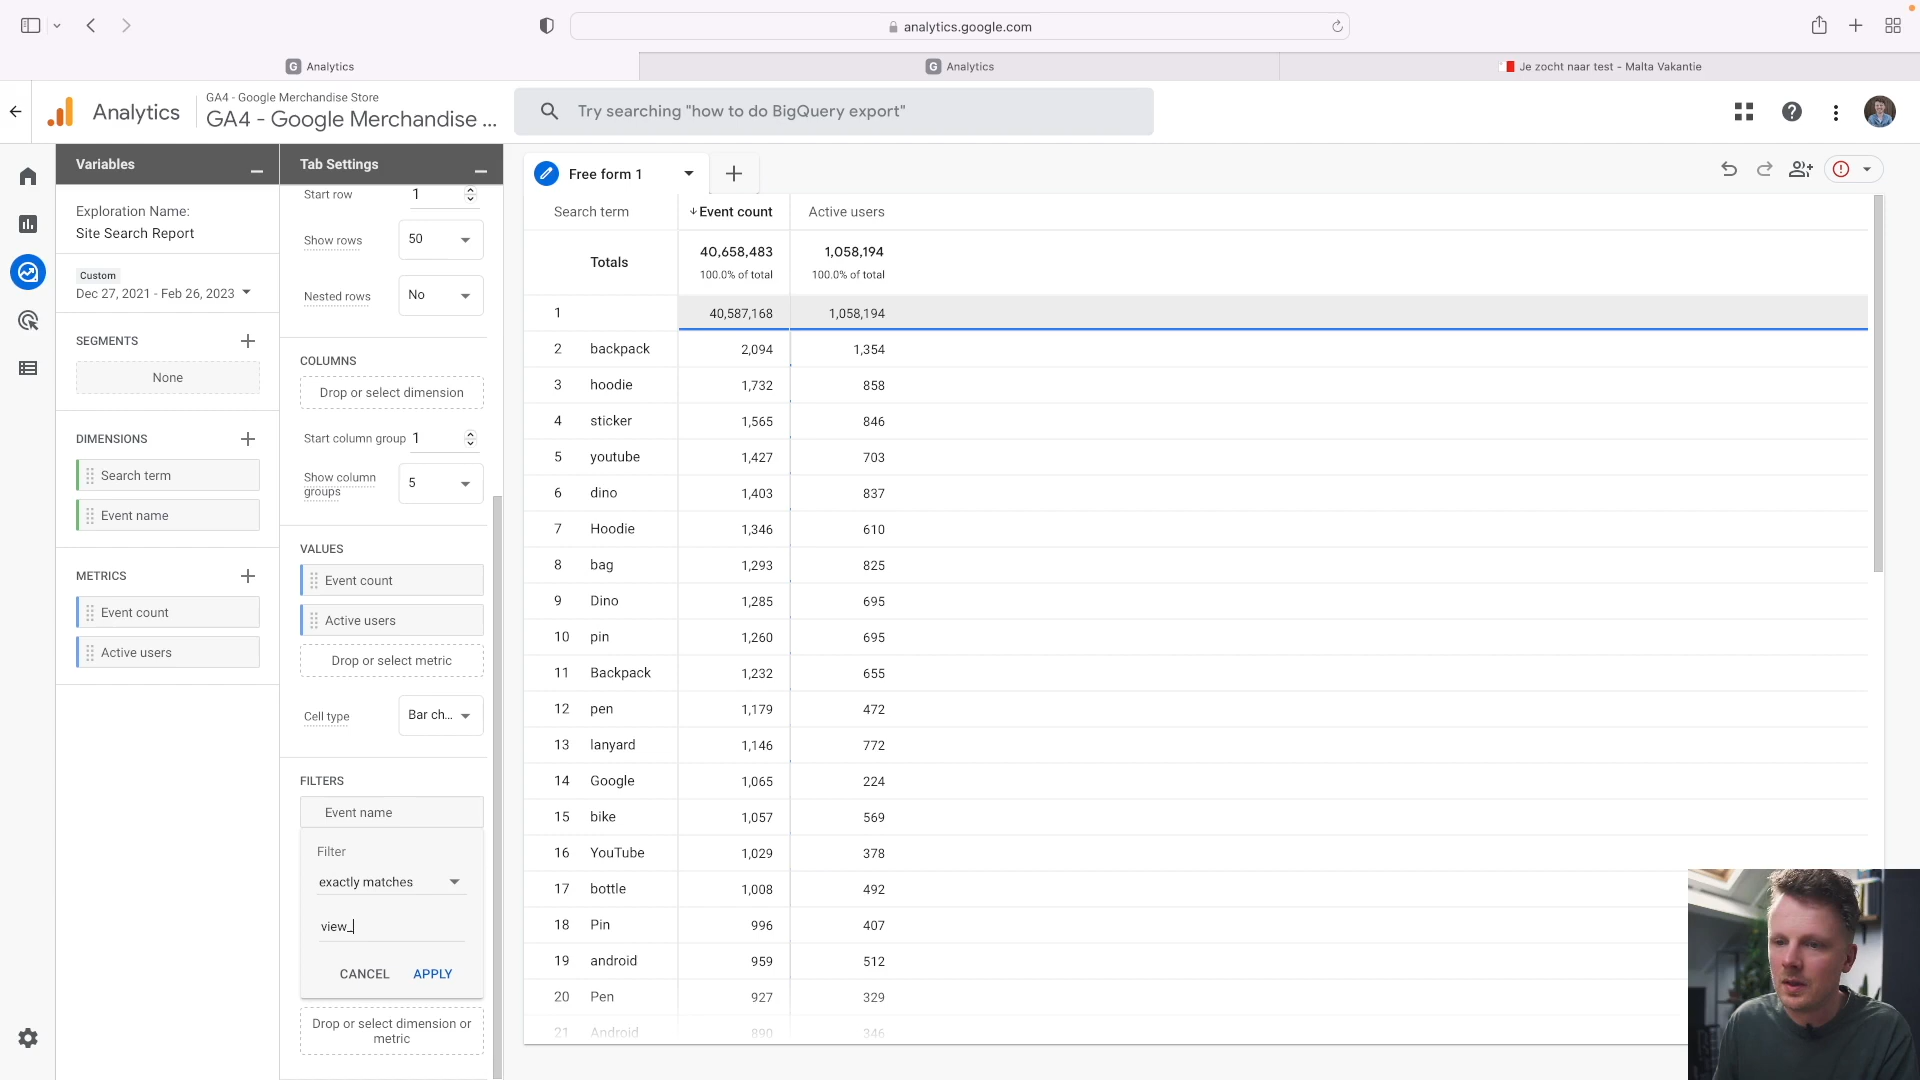 analytics.google.com
Analytics
Analytics
Je zocht naar test - Malta Vakantie
Analytics
GA4 - Google Merchandise Store
GA4 - Google Merchandise ...
Try searching "how to do BigQuery export"
Variables
Exploration Name:
Site Search Report
Custom
Dec 27, 2021 - Feb 26, 2023
SEGMENTS
None
DIMENSIONS
Search term
Event name
METRICS
Event count
Active users
Tab Settings
Start row 1
Show rows 50
Nested rows No
COLUMNS
Drop or select dimension
Start column group 1
Show column
groups 5
VALUES
Event count
Active users
Drop or select metric
Cell type Bar ch...
FILTERS
Event name
Filter
exactly matches
view_
CANCEL APPLY
Drop or select dimension or
metric
Free form 1
Search term Event count Active users
Totals 40,658,483 1,058,194
100.0% of total 100.0% of total
1 40,587,168 1,058,194
2 backpack 2,094 1,354
3 hoodie 1,732 858
4 sticker 1,565 846
5 youtube 1,427 703
6 dino 1,403 837
7 Hoodie 1,346 610
8 bag 1,293 825
9 Dino 1,285 695
10 pin 1,260 695
11 Backpack 1,232 655
12 pen 1,179 472
13 lanyard 1,146 772
14 Google 1,065 224
15 bike 1,057 569
16 YouTube 1,029 378
17 bottle 1,008 492
18 Pin 996 407
19 android 959 512
20 Pen 927 329
21 Android 890 346